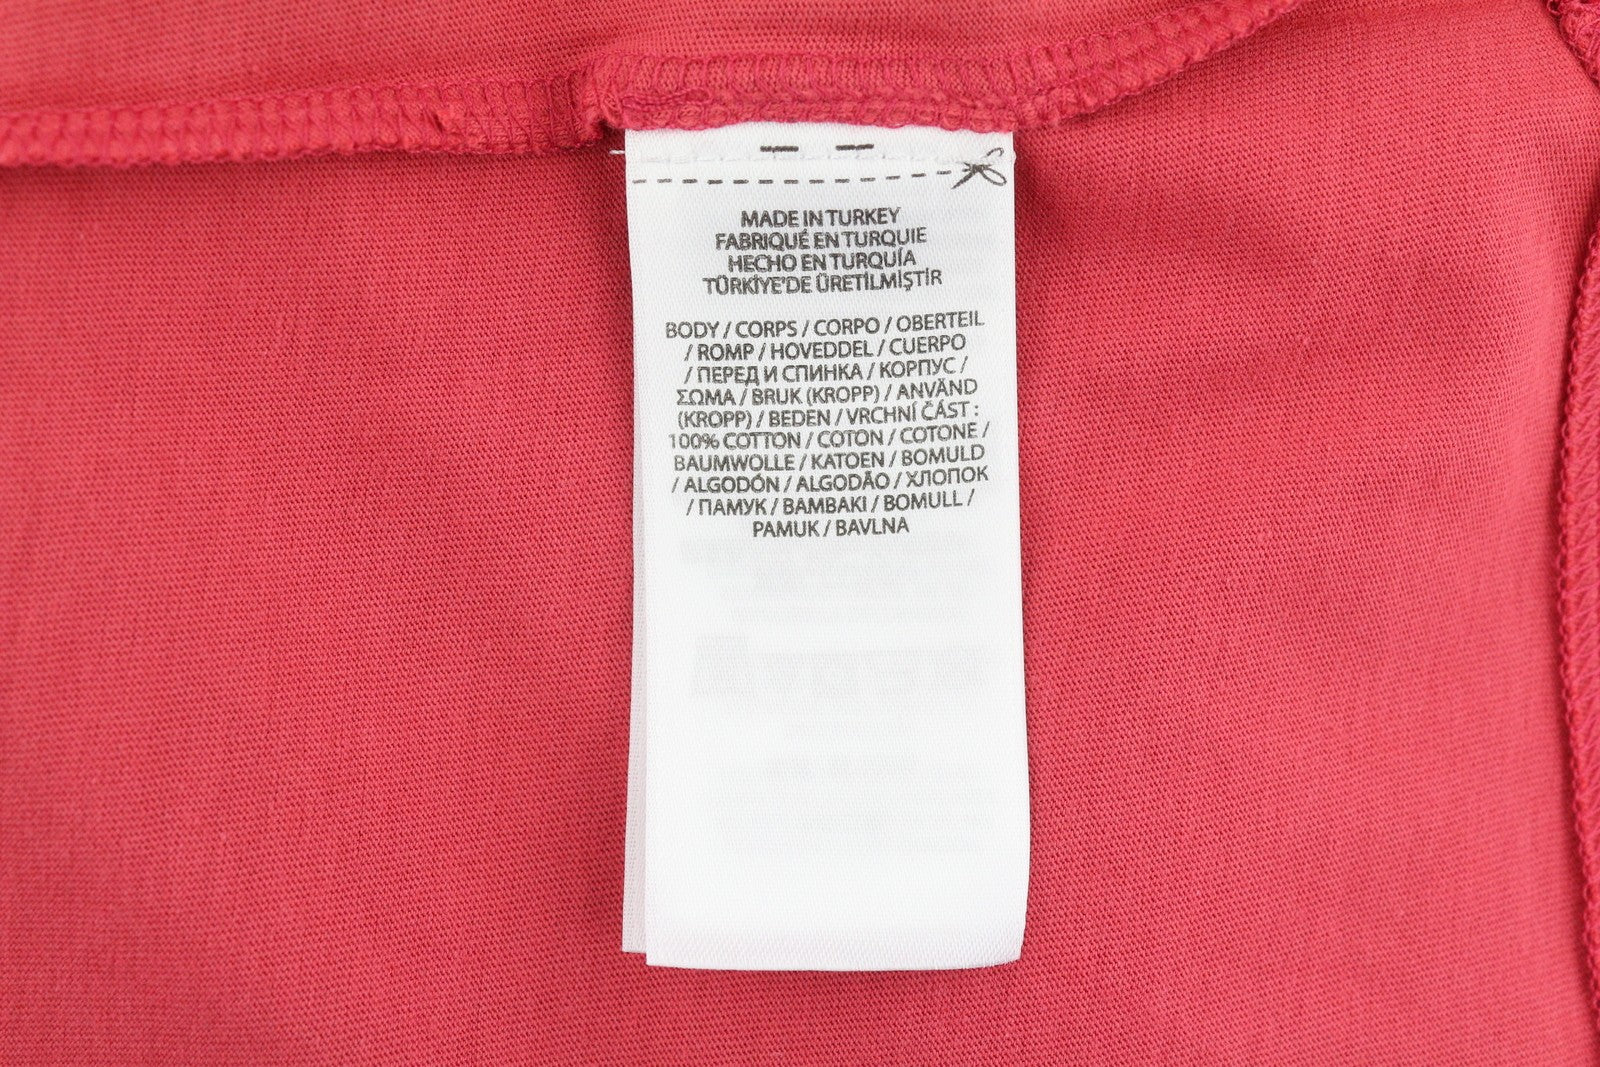 MADE IN TURKEY
FABRIQUÉ EN TURQUIE
HECHO EN TURQUÍA
TÜRKİYE'DE ÜRETİLMİŞTİR
BODY / CORPS / CORPO / OBERTEIL
/ ROMP / HOVEDDEL / CUERPO
/ ПЕРЕД И СПИНКА / КОРПУС /
ΣΩΜΑ / BRUK (KROPP) / ANVÄND
(KROPP) / BEDEN / VRCHNÍ ČÁST :
100% COTTON / COTON / COTONE /
BAUMWOLLE / KATOEN / BOMULD
/ ALGODÓN / ALGODÃO / ХЛОПОК
/ ПАМУК / BAMBAKI / BOMULL /
PAMUK / BAVLNA